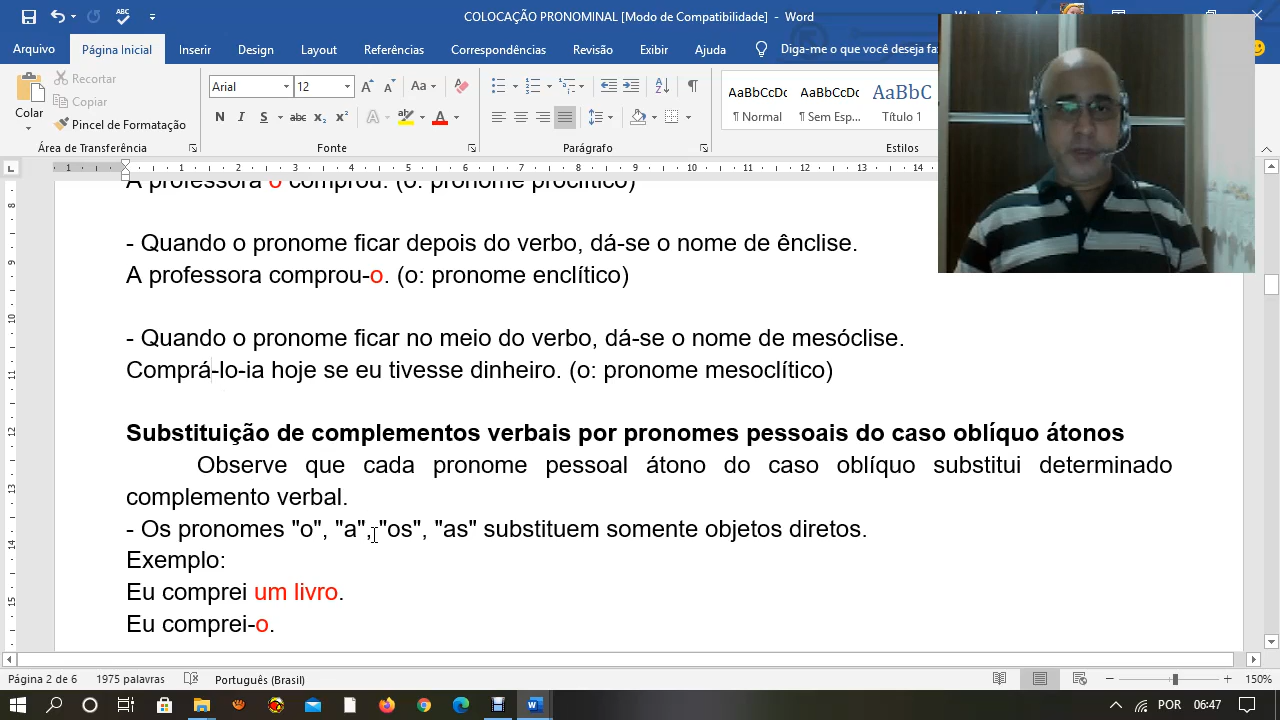 COLOCAÇÃO PRONOMINAL [Modo de Compatibilidade] - Word
Arquivo Página Inicial Inserir Design Layout Referências Correspondências Revisão Exibir Ajuda Diga-me o que você deseja
Recortar
Copiar
Pincel de Formatação
Colar
Arial 12
AaBbCcDc AaBbCcDc AaBbC
¶ Normal ¶ Sem Esp... Título 1
Área de Transferência Fonte Parágrafo Estilos
A professora o comprou. (o: pronome proclítico)
- Quando o pronome ficar depois do verbo, dá-se o nome de ênclise.
A professora comprou-o. (o: pronome enclítico)
- Quando o pronome ficar no meio do verbo, dá-se o nome de mesóclise.
Comprá-lo-ia hoje se eu tivesse dinheiro. (o: pronome mesoclítico)
Substituição de complementos verbais por pronomes pessoais do caso oblíquo átonos
Observe que cada pronome pessoal átono do caso oblíquo substitui determinado
complemento verbal.
- Os pronomes "o", "a", "os", "as" substituem somente objetos diretos.
Exemplo:
Eu comprei um livro.
Eu comprei-o.
Página 2 de 6 1975 palavras Português (Brasil) 150%
POR 06:47